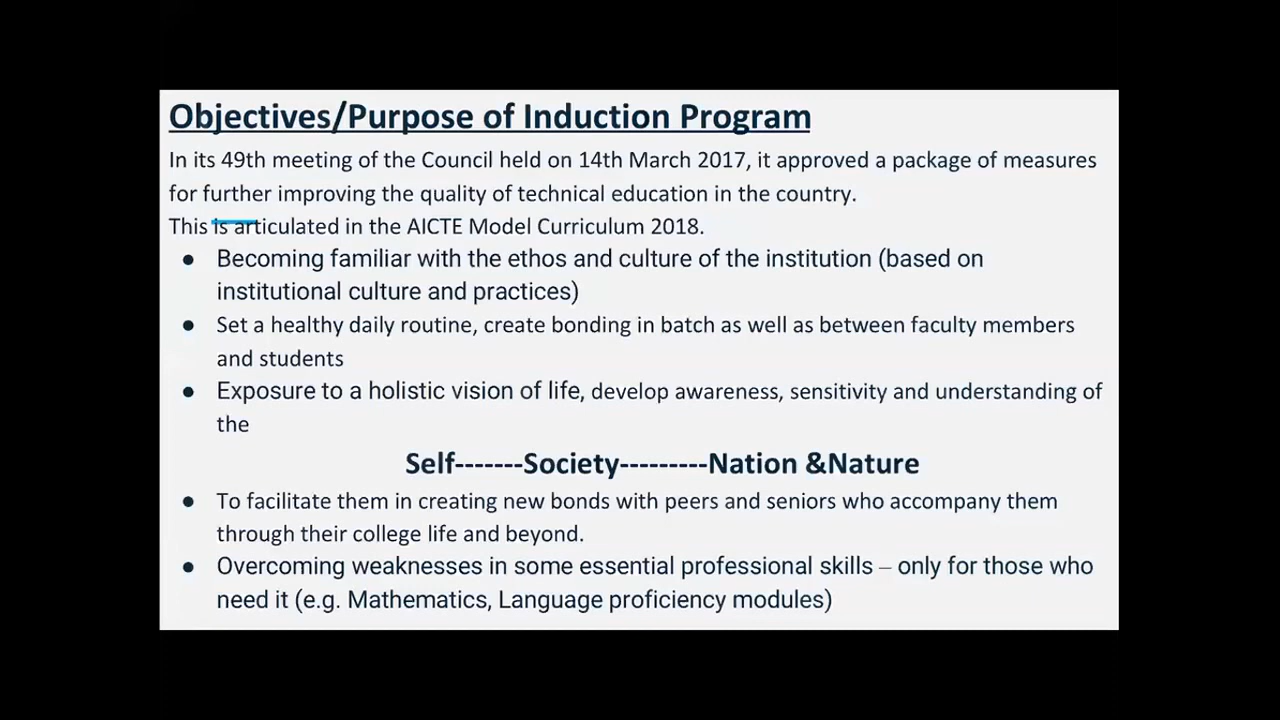 Objectives/Purpose of Induction Program
In its 49th meeting of the Council held on 14th March 2017, it approved a package of measures
for further improving the quality of technical education in the country.
This is articulated in the AICTE Model Curriculum 2018.
● Becoming familiar with the ethos and culture of the institution (based on
institutional culture and practices)
● Set a healthy daily routine, create bonding in batch as well as between faculty members
and students
● Exposure to a holistic vision of life, develop awareness, sensitivity and understanding of
the
Self-------Society---------Nation &Nature
● To facilitate them in creating new bonds with peers and seniors who accompany them
through their college life and beyond.
● Overcoming weaknesses in some essential professional skills – only for those who
need it (e.g. Mathematics, Language proficiency modules)